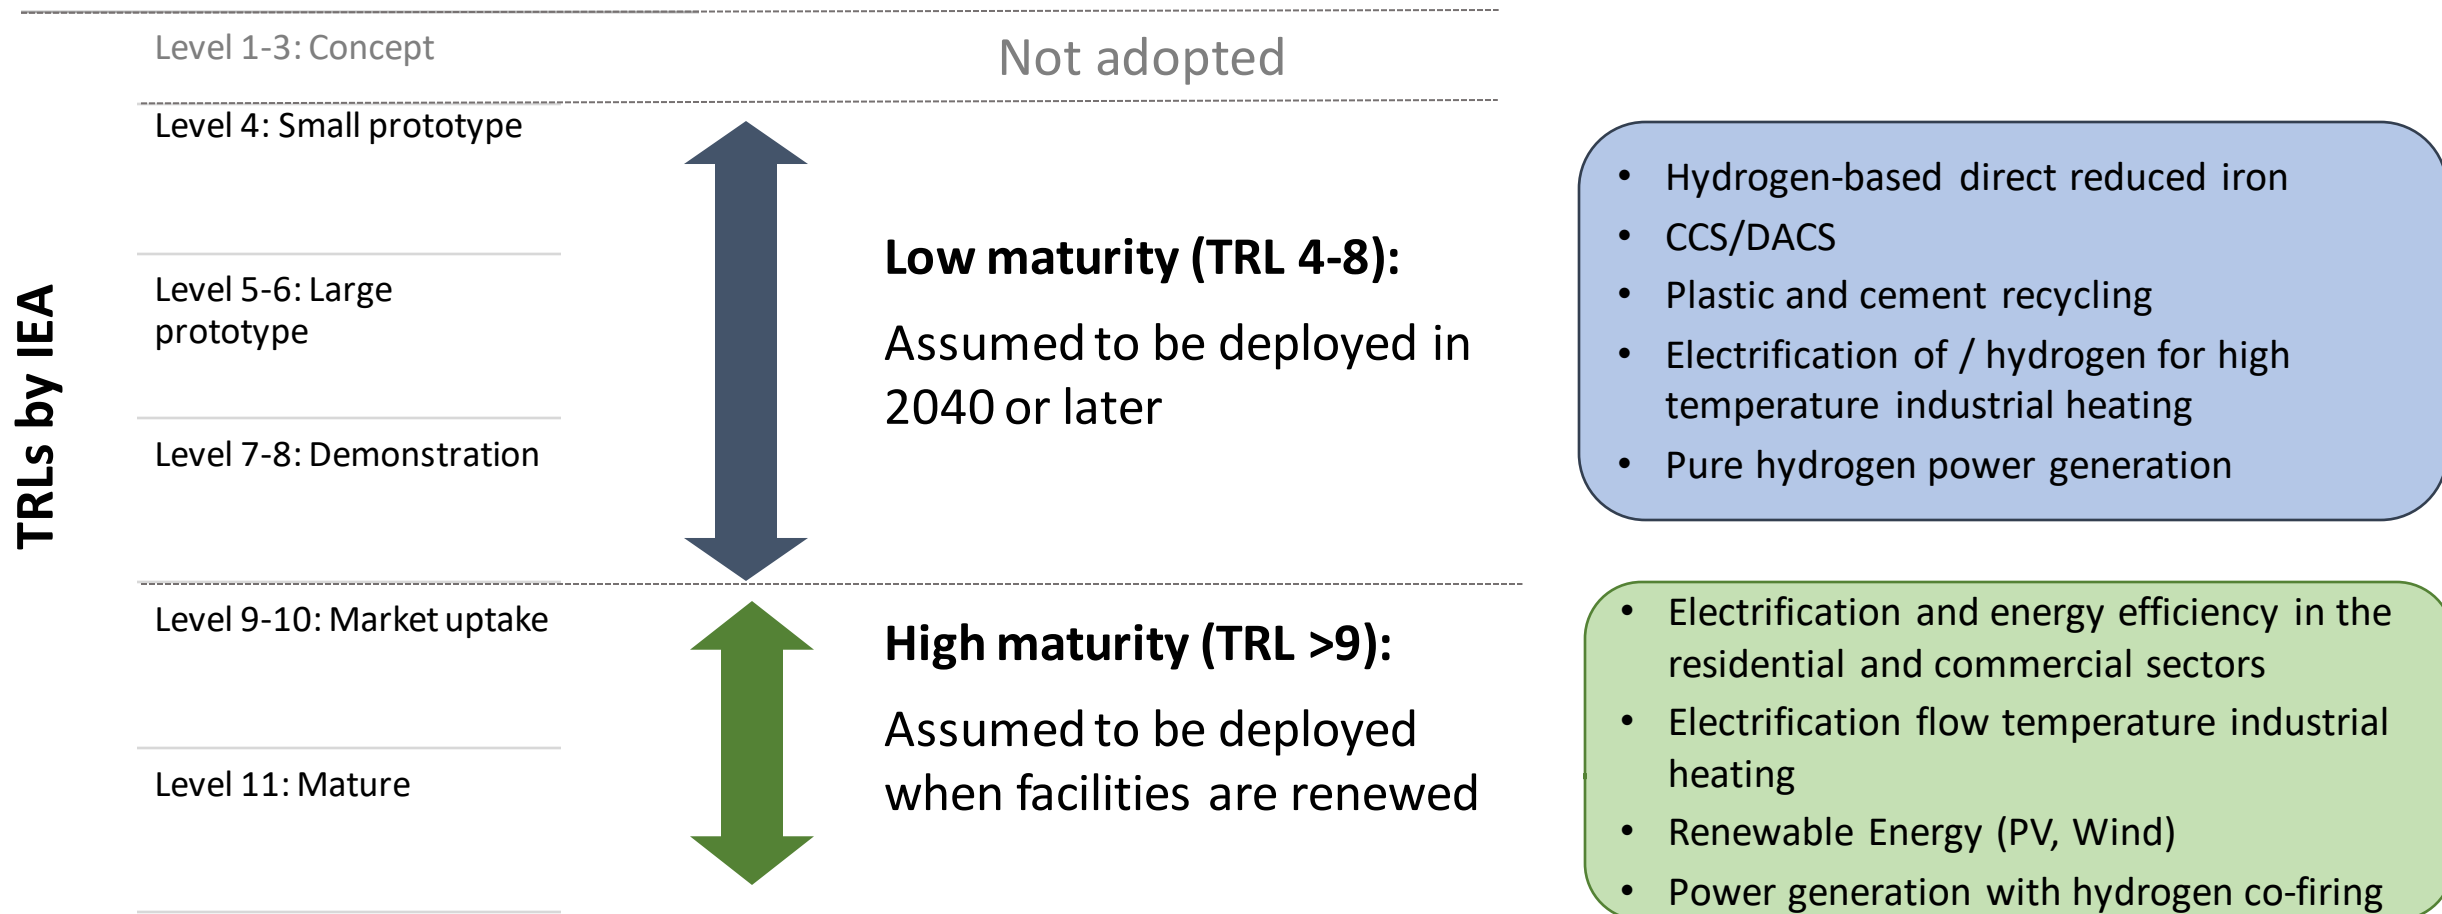 TRLs by IEA
Level 1-3: Concept
Not adopted
Level 4: Small prototype
Level 5-6: Large
prototype
Level 7-8: Demonstration
Low maturity (TRL 4-8):
Assumed to be deployed in
2040 or later
• Hydrogen-based direct reduced iron
• CCS/DACS
• Plastic and cement recycling
• Electrification of / hydrogen for high
temperature industrial heating
• Pure hydrogen power generation
Level 9-10: Market uptake
Level 11: Mature
High maturity (TRL >9):
Assumed to be deployed
when facilities are renewed
• Electrification and energy efficiency in the
residential and commercial sectors
• Electrification flow temperature industrial
heating
• Renewable Energy (PV, Wind)
• Power generation with hydrogen co-firing